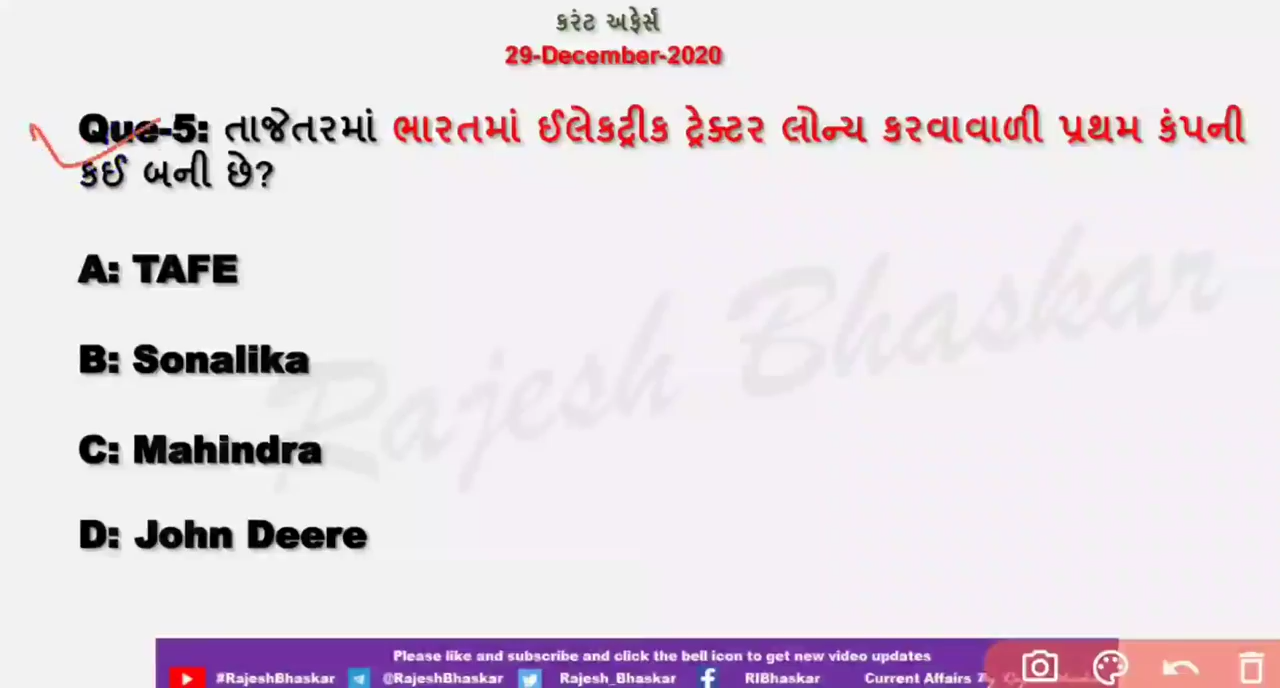 કરંટ અફેર્સ
29-December-2020
Que-5: તાજેતરમાં ભારતમાં ઈલેકટ્રીક ટ્રેક્ટર લોન્ચ કરવાવાળી પ્રથમ કંપની
કઈ બની છે?
Rajesh Bhaskar
A: TAFE
B: Sonalika
C: Mahindra
D: John Deere
Please like and subscribe and click the bell icon to get new video updates
#RajeshBhaskar @RajeshBhaskar Rajesh_Bhaskar RIBhaskar Current Affairs